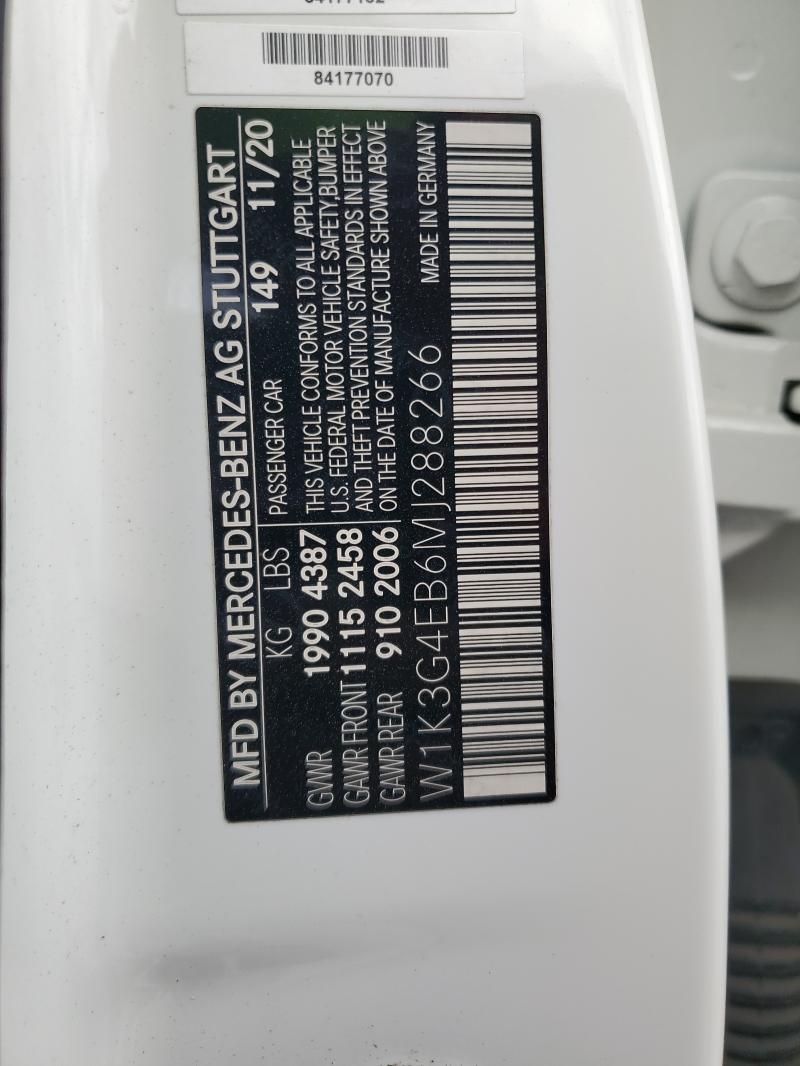 84177070
MFD BY MERCEDES-BENZ AG STUTTGART
PASSENGER CAR 149 11/20
KG LBS
GVWR 1990 4387
GAWR FRONT 1115 2458
GAWR REAR 910 2006
THIS VEHICLE CONFORMS TO ALL APPLICABLE
U.S. FEDERAL MOTOR VEHICLE SAFETY,BUMPER
AND THEFT PREVENTION STANDARDS IN EFFECT
ON THE DATE OF MANUFACTURE SHOWN ABOVE
W1K3G4EB6MJ288266 MADE IN GERMANY